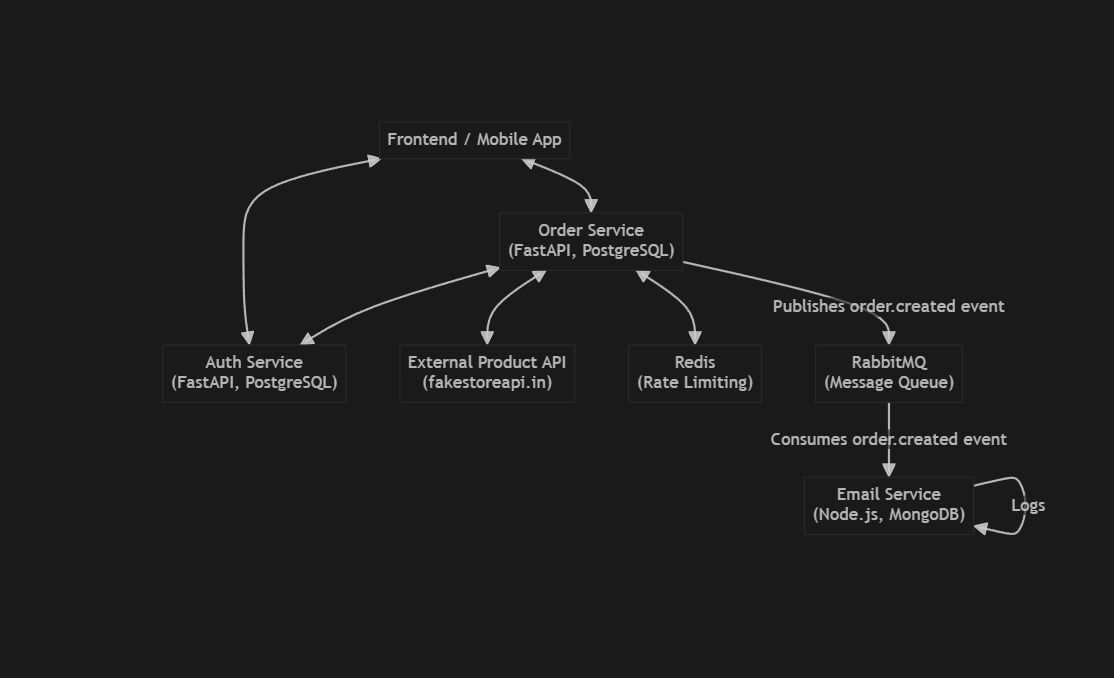 Frontend / Mobile App
Order Service
(FastAPI, PostgreSQL)
Publishes order.created event
Auth Service
(FastAPI, PostgreSQL)
External Product API
(fakestoreapi.in)
Redis
(Rate Limiting)
RabbitMQ
(Message Queue)
Consumes order.created event
Email Service
(Node.js, MongoDB)
Logs